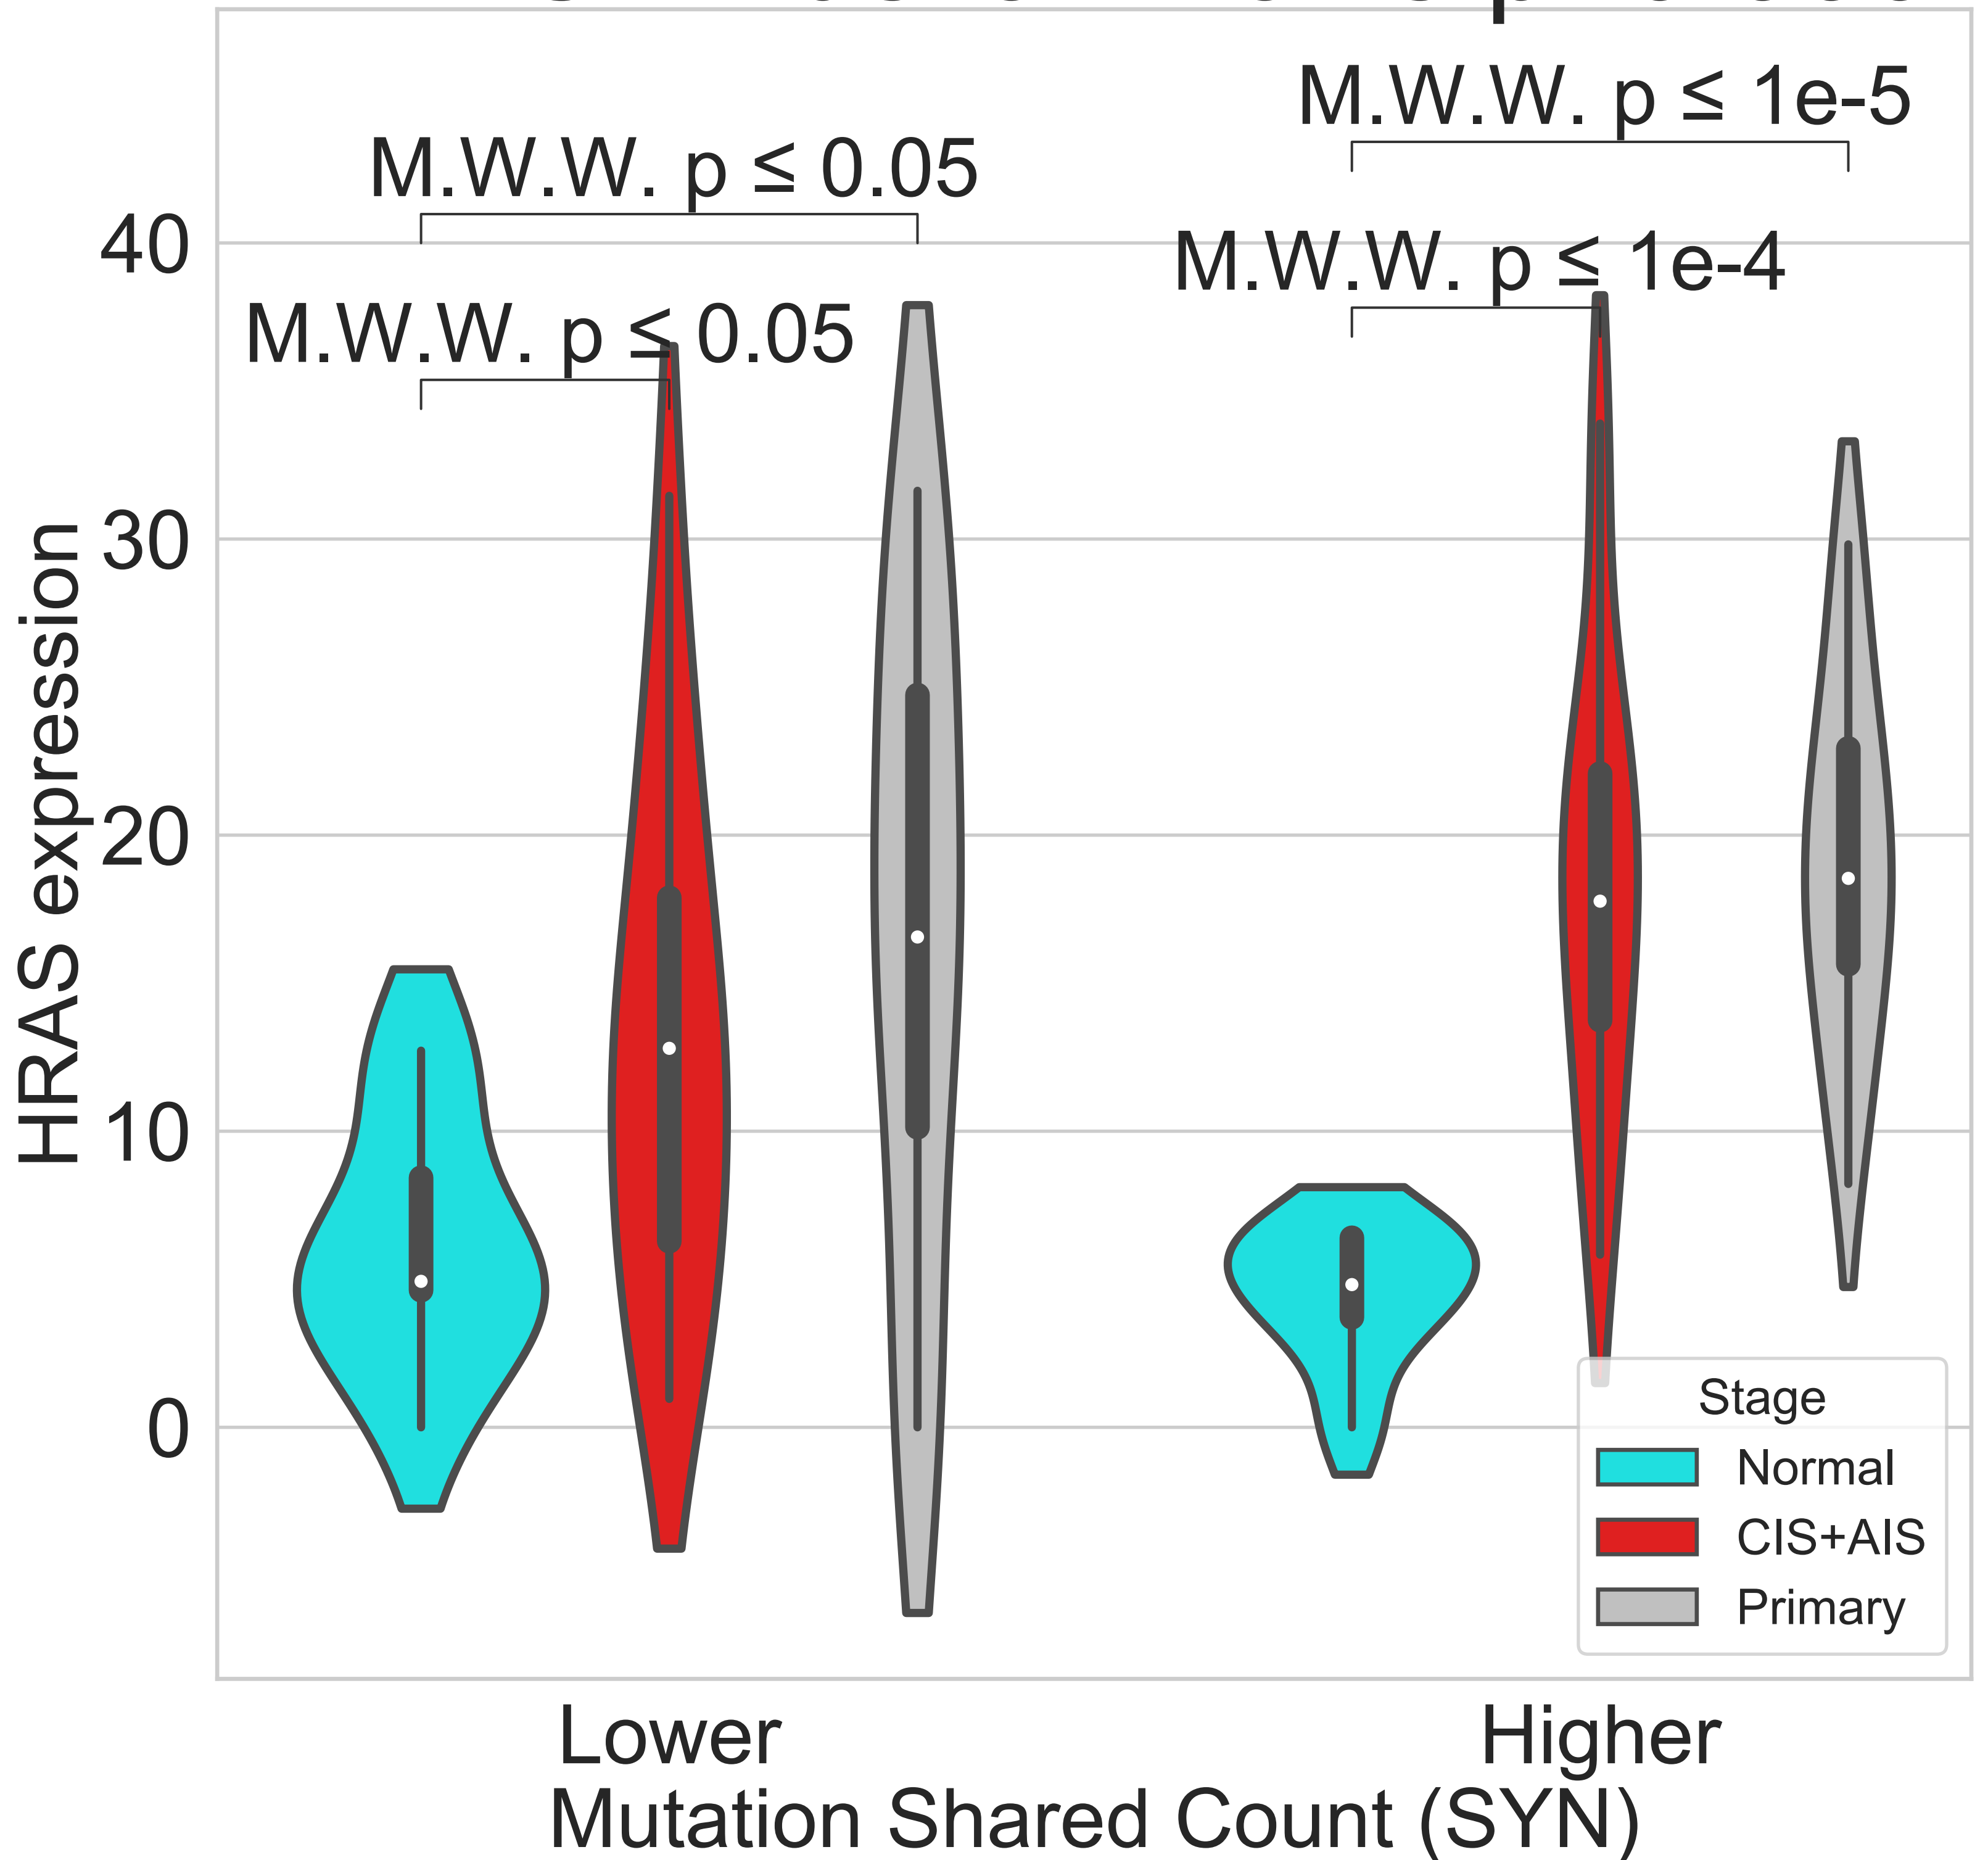 M.W.W. p ≤ 1e-5
M.W.W. p ≤ 0.05
M.W.W. p ≤ 1e-4
M.W.W. p ≤ 0.05
40
30
20
10
0
HRAS expression
Stage
Normal
CIS+AIS
Primary
Lower
Higher
Mutation Shared Count (SYN)